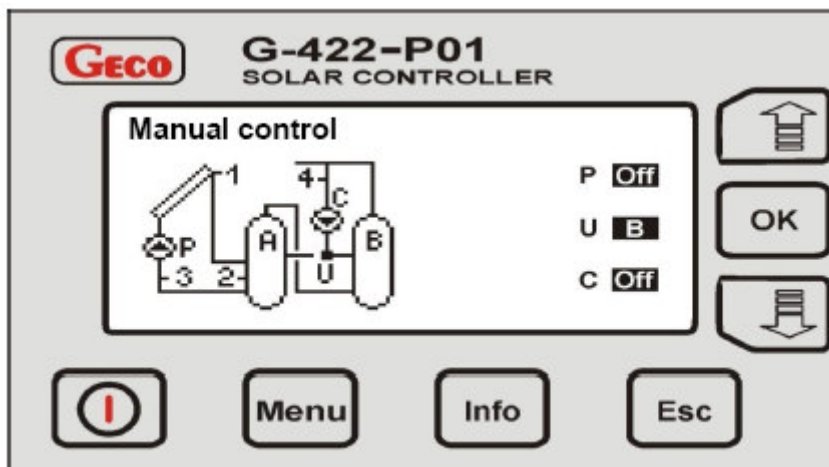 GECO
G-422-P01
SOLAR CONTROLLER
Manual control
1
4
C
P Off
A
B
U B
P
3
2
U
C Off
OK
Menu
Info
Esc